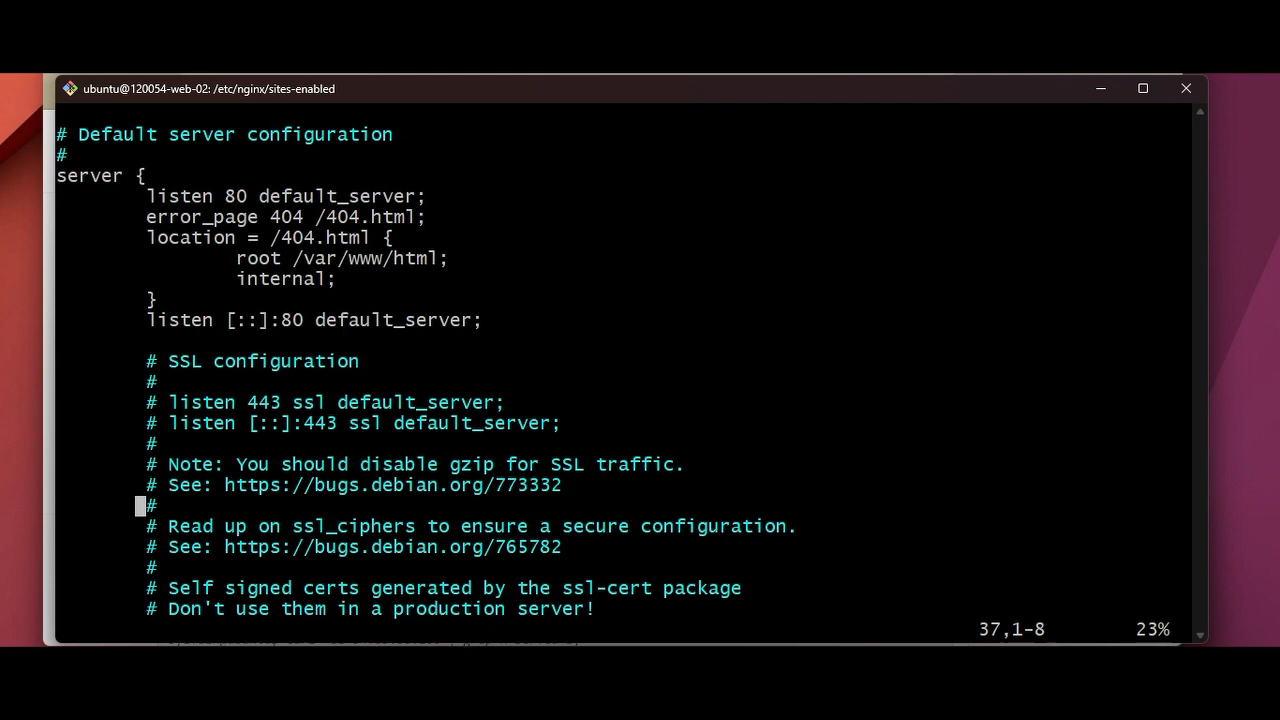 ubuntu@120054-web-02: /etc/nginx/sites-enabled
# Default server configuration
#
server {
listen 80 default_server;
error_page 404 /404.html;
location = /404.html {
root /var/www/html;
internal;
}
listen [::]:80 default_server;
# SSL configuration
#
# listen 443 ssl default_server;
# listen [::]:443 ssl default_server;
#
# Note: You should disable gzip for SSL traffic.
# See: https://bugs.debian.org/773332
#
# Read up on ssl_ciphers to ensure a secure configuration.
# See: https://bugs.debian.org/765782
#
# Self signed certs generated by the ssl-cert package
# Don't use them in a production server!
37,1-8 23%